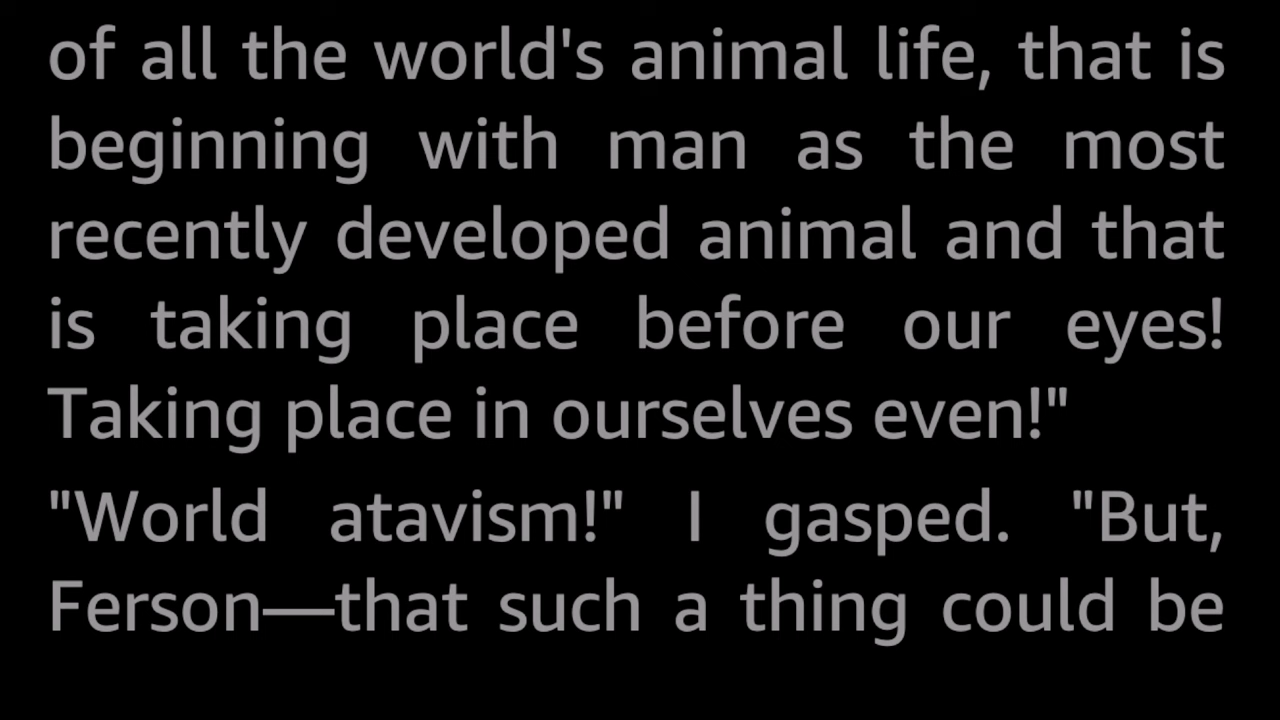 of all the world's animal life, that is
beginning with man as the most
recently developed animal and that
is taking place before our eyes!
Taking place in ourselves even!"
"World atavism!" I gasped. "But,
Ferson—that such a thing could be